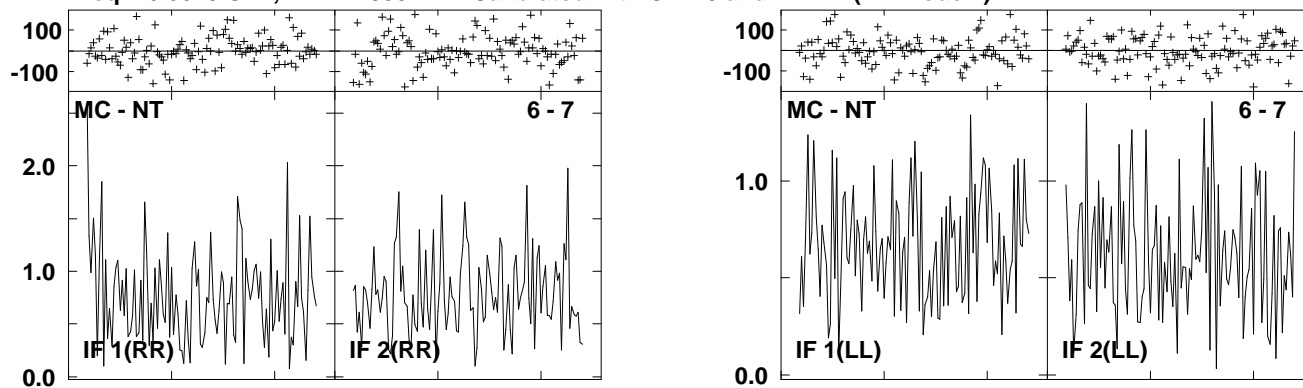 100
-100
MC - NT
6 - 7
2.0
1.0
0.0
IF 1(RR)
IF 2(RR)
100
-100
MC - NT
6 - 7
1.0
0.0
IF 1(LL)
IF 2(LL)